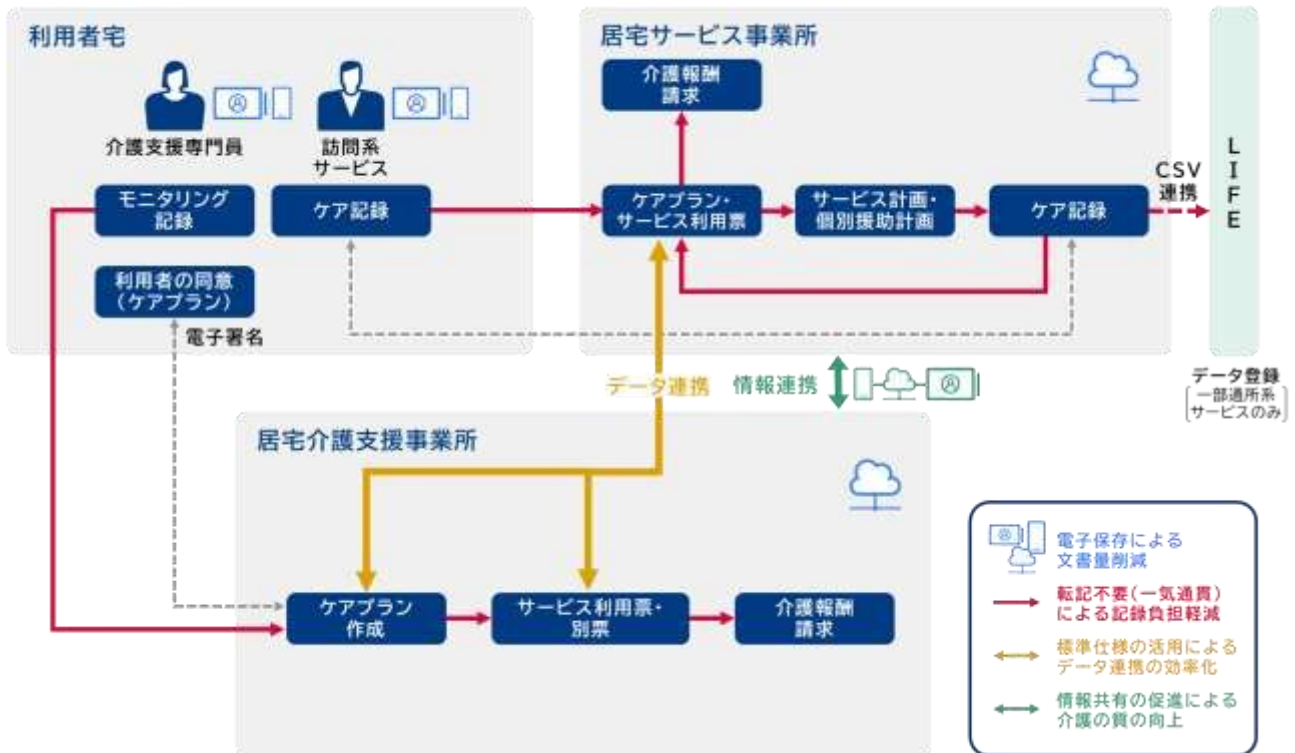 利用者宅
介護支援専門員
訪問系
サービス
モニタリング
記録
ケア記録
利用者の同意
(ケアプラン)
電子署名
居宅サービス事業所
介護報酬
請求
ケアプラン・
サービス利用票
サービス計画・
個別援助計画
ケア記録
CSV
連携
LIFE
データ登録
一部通所系
サービスのみ
データ連携
情報連携
居宅介護支援事業所
ケアプラン
作成
サービス利用票・
別票
介護報酬
請求
電子保存による
文書量削減
転記不要(一気通貫)
による記録負担軽減
標準仕様の活用による
データ連携の効率化
情報共有の促進による
介護の質の向上